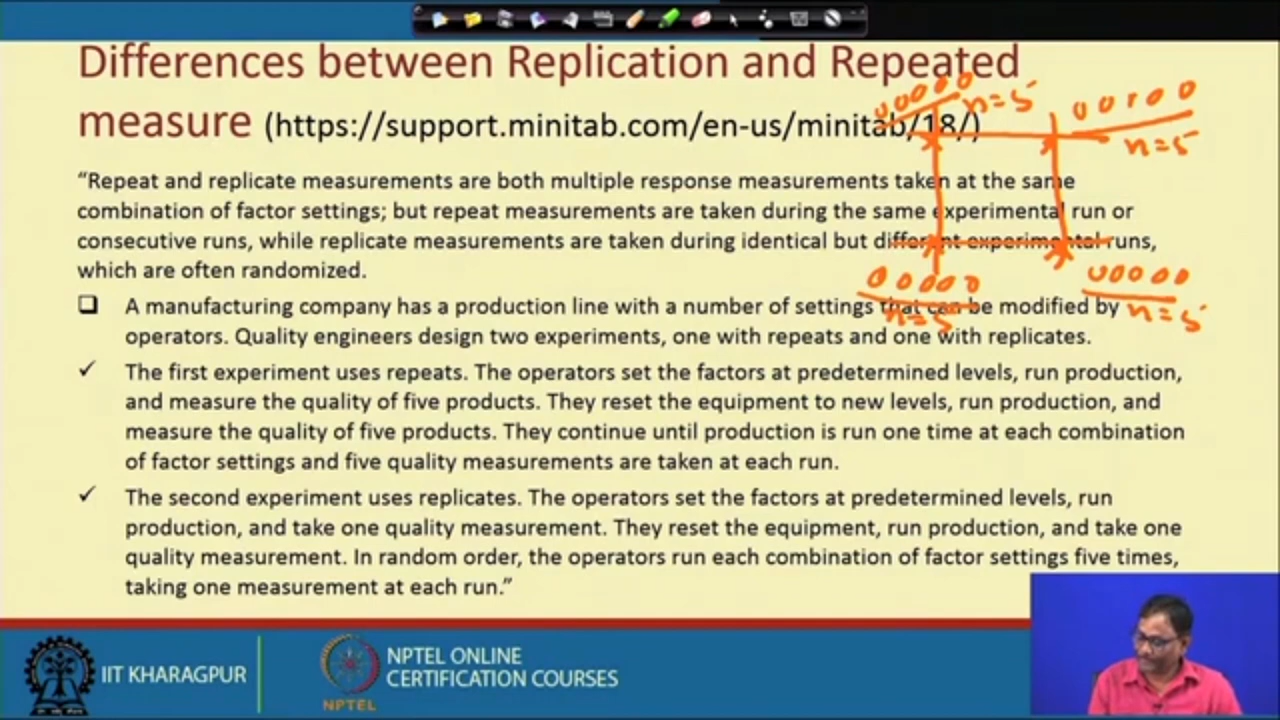 Differences between Replication and Repeated
measure (https://support.minitab.com/en-us/minitab/18/)
“Repeat and replicate measurements are both multiple response measurements taken at the same
combination of factor settings; but repeat measurements are taken during the same experimental run or
consecutive runs, while replicate measurements are taken during identical but different experimental runs,
which are often randomized.
❑ A manufacturing company has a production line with a number of settings that can be modified by
operators. Quality engineers design two experiments, one with repeats and one with replicates.
✓ The first experiment uses repeats. The operators set the factors at predetermined levels, run production,
and measure the quality of five products. They reset the equipment to new levels, run production, and
measure the quality of five products. They continue until production is run one time at each combination
of factor settings and five quality measurements are taken at each run.
✓ The second experiment uses replicates. The operators set the factors at predetermined levels, run
production, and take one quality measurement. They reset the equipment, run production, and take one
quality measurement. In random order, the operators run each combination of factor settings five times,
taking one measurement at each run.”
00000 n=5
00000
n=5
00000
n=5
00000
n=5
IIT KHARAGPUR
NPTEL
NPTEL ONLINE
CERTIFICATION COURSES